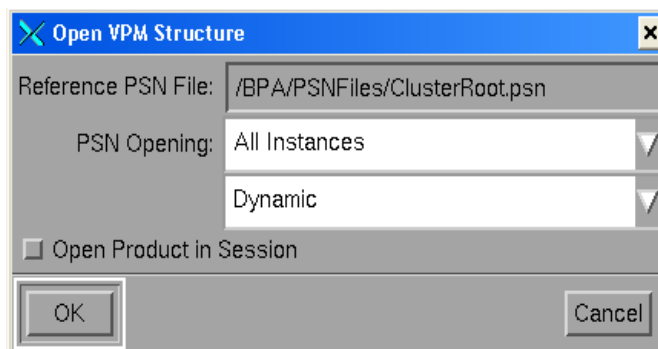 Open VPM Structure
Reference PSN File: /BPA/PSNFiles/ClusterRoot.psn
PSN Opening: All Instances
Dynamic
Open Product in Session
OK Cancel